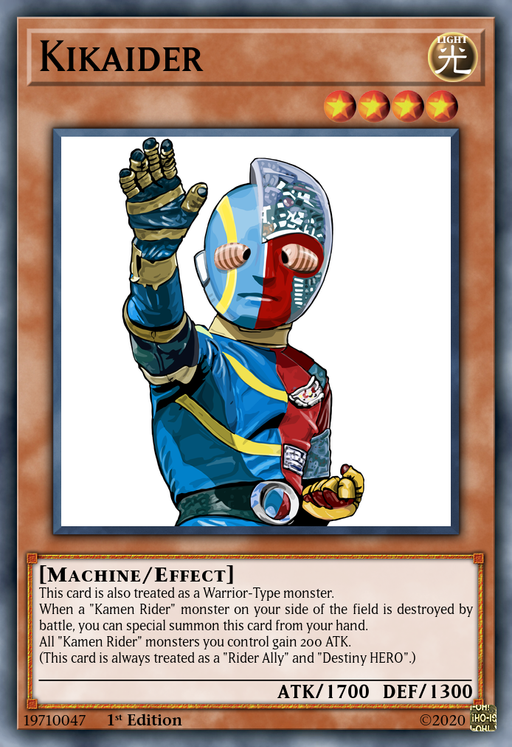 KIKAIDER
LIGHT
光
[MACHINE/EFFECT]
This card is also treated as a Warrior-Type monster.
When a "Kamen Rider" monster on your side of the field is destroyed by
battle, you can special summon this card from your hand.
All "Kamen Rider" monsters you control gain 200 ATK.
(This card is always treated as a "Rider Ally" and "Destiny HERO".)
ATK/1700 DEF/1300
19710047 1st Edition ©2020